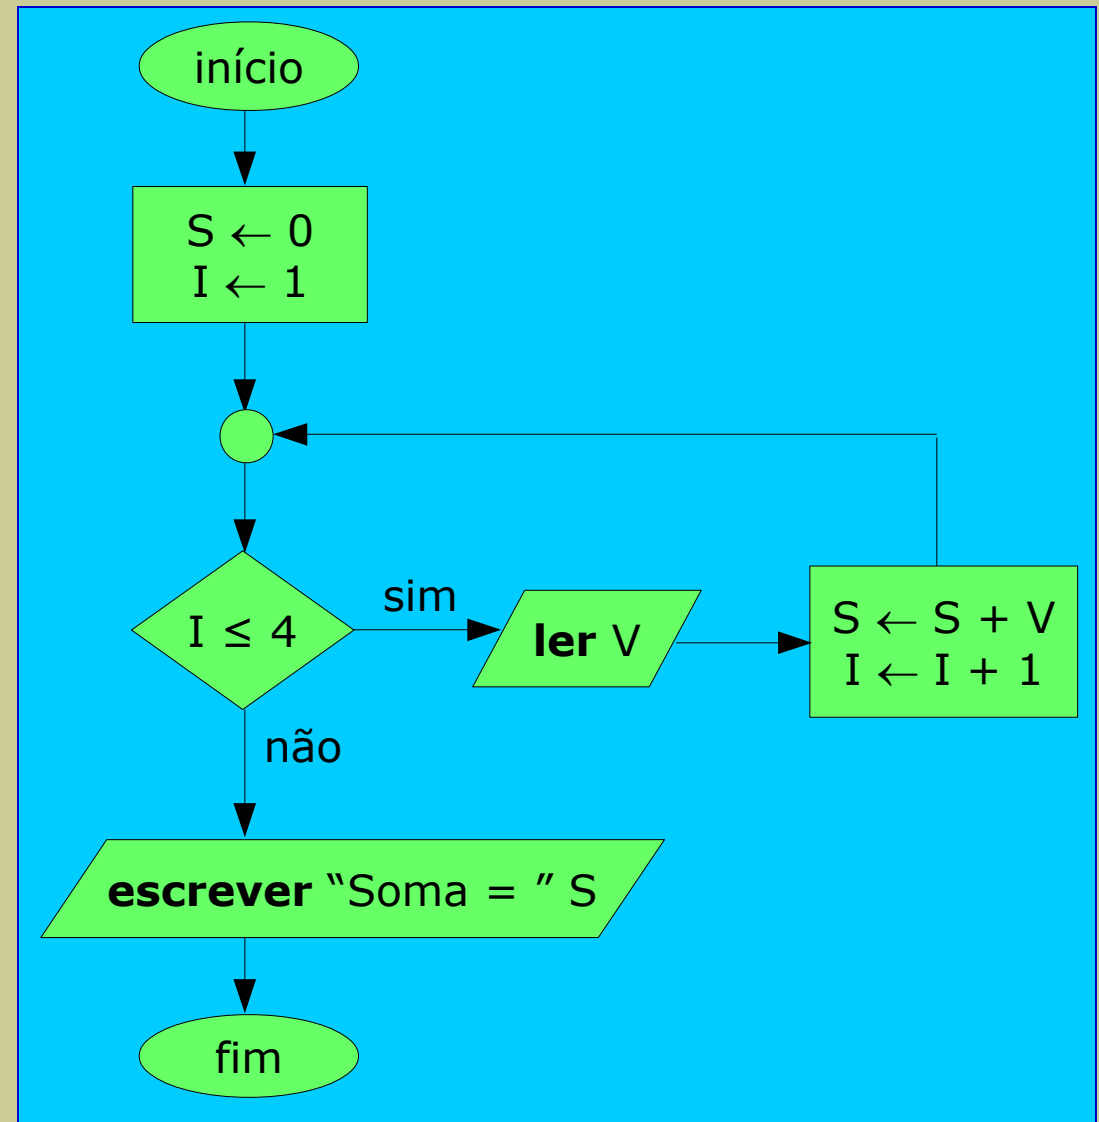 início
S ← 0
I ← 1
I ≤ 4
sim
ler V
S ← S + V
I ← I + 1
não
escrever “Soma = ” S
fim